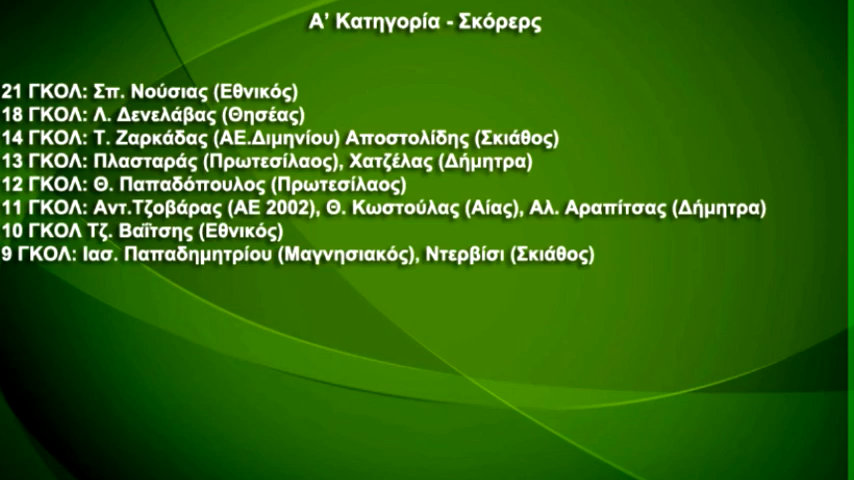 Α’ Κατηγορία - Σκόρερς
21 ΓΚΟΛ: Σπ. Νούσιας (Εθνικός)
18 ΓΚΟΛ: Λ. Δενελάβας (Θησέας)
14 ΓΚΟΛ: Τ. Ζαρκάδας (ΑΕ.Διμηνίου) Αποστολίδης (Σκιάθος)
13 ΓΚΟΛ: Πλασταράς (Πρωτεσίλαος), Χατζέλας (Δήμητρα)
12 ΓΚΟΛ: Θ. Παπαδόπουλος (Πρωτεσίλαος)
11 ΓΚΟΛ: Αντ.Τζοβάρας (ΑΕ 2002), Θ. Κωστούλας (Αίας), Αλ. Αραπίτσας (Δήμητρα)
10 ΓΚΟΛ Τζ. Βαΐτσης (Εθνικός)
9 ΓΚΟΛ: Ιασ. Παπαδημητρίου (Μαγνησιακός), Ντερβίσι (Σκιάθος)